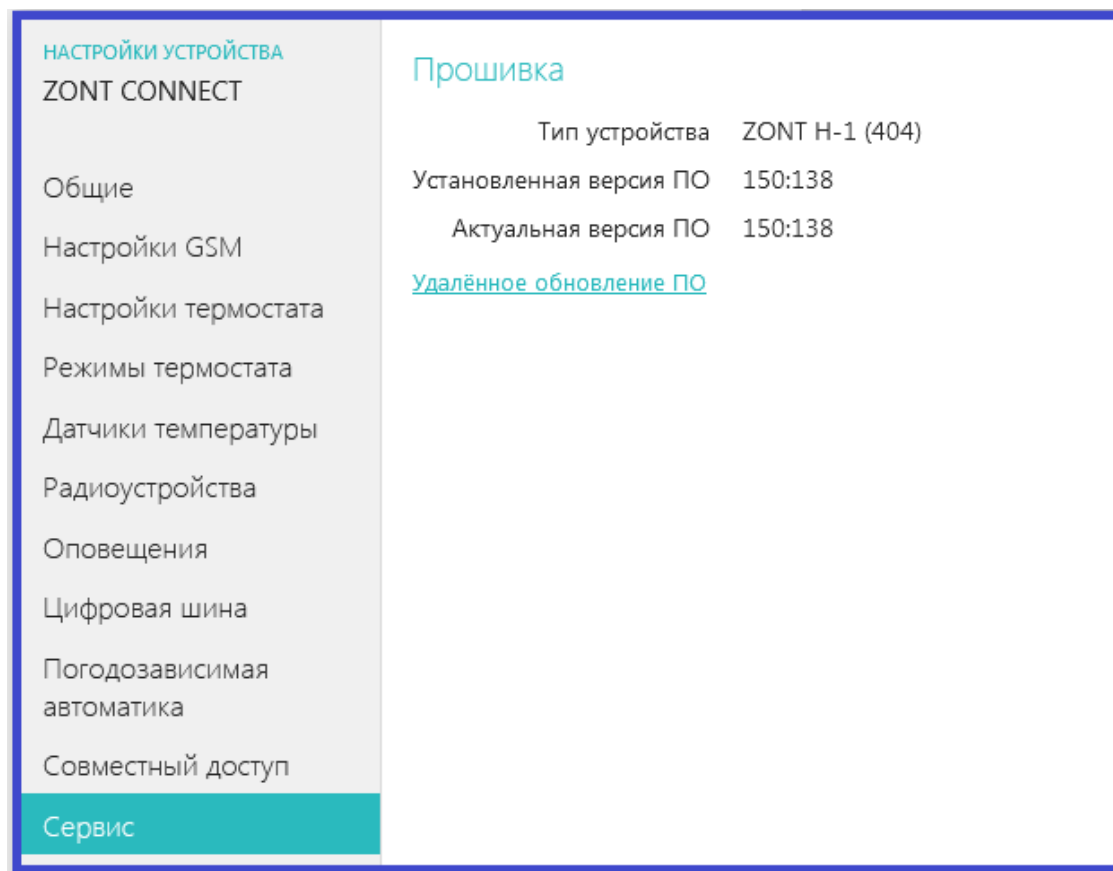 НАСТРОЙКИ УСТРОЙСТВА
ZONT CONNECT
Общие
Настройки GSM
Настройки термостата
Режимы термостата
Датчики температуры
Радиоустройства
Оповещения
Цифровая шина
Погодозависимая
автоматика
Совместный доступ
Сервис
Прошивка
Тип устройства ZONT H-1 (404)
Установленная версия ПО 150:138
Актуальная версия ПО 150:138
Удалённое обновление ПО